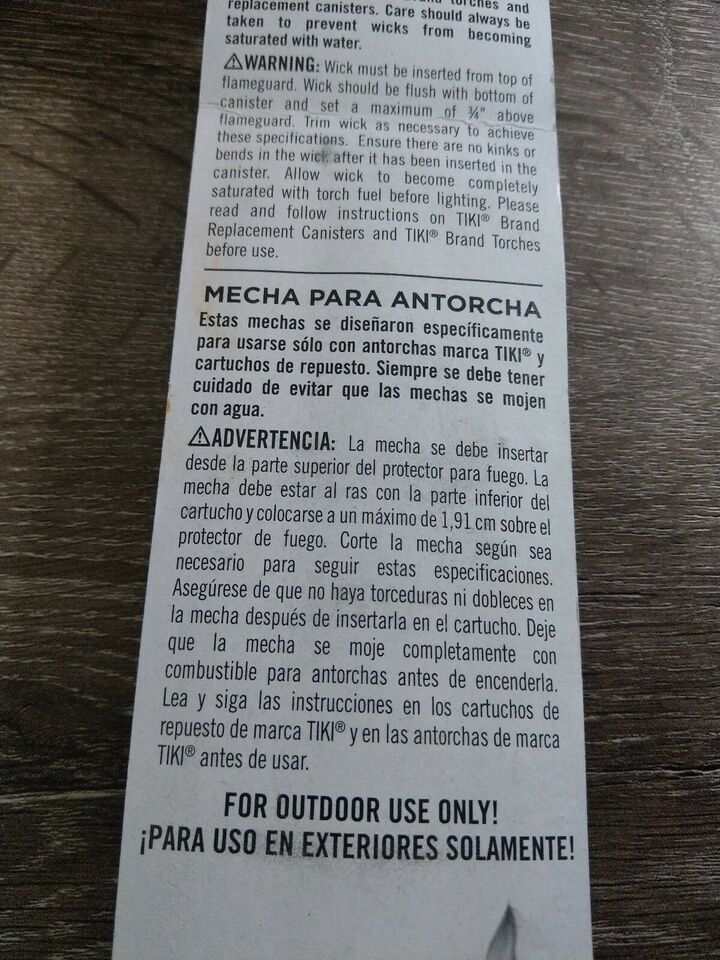 replacement canisters. Care should always be
taken to prevent wicks from becoming
saturated with water.
⚠WARNING: Wick must be inserted from top of
flameguard. Wick should be flush with bottom of
canister and set a maximum of ¾" above
flameguard. Trim wick as necessary to achieve
these specifications. Ensure there are no kinks or
bends in the wick after it has been inserted in the
canister. Allow wick to become completely
saturated with torch fuel before lighting. Please
read and follow instructions on TIKI® Brand
Replacement Canisters and TIKI® Brand Torches
before use.
MECHA PARA ANTORCHA
Estas mechas se diseñaron específicamente
para usarse sólo con antorchas marca TIKI® y
cartuchos de repuesto. Siempre se debe tener
cuidado de evitar que las mechas se mojen
con agua.
⚠ADVERTENCIA: La mecha se debe insertar
desde la parte superior del protector para fuego. La
mecha debe estar al ras con la parte inferior del
cartucho y colocarse a un máximo de 1,91 cm sobre el
protector de fuego. Corte la mecha según sea
necesario para seguir estas especificaciones.
Asegúrese de que no haya torceduras ni dobleces en
la mecha después de insertarla en el cartucho. Deje
que la mecha se moje completamente con
combustible para antorchas antes de encenderla.
Lea y siga las instrucciones en los cartuchos de
repuesto de marca TIKI® y en las antorchas de marca
TIKI® antes de usar.
FOR OUTDOOR USE ONLY!
¡PARA USO EN EXTERIORES SOLAMENTE!